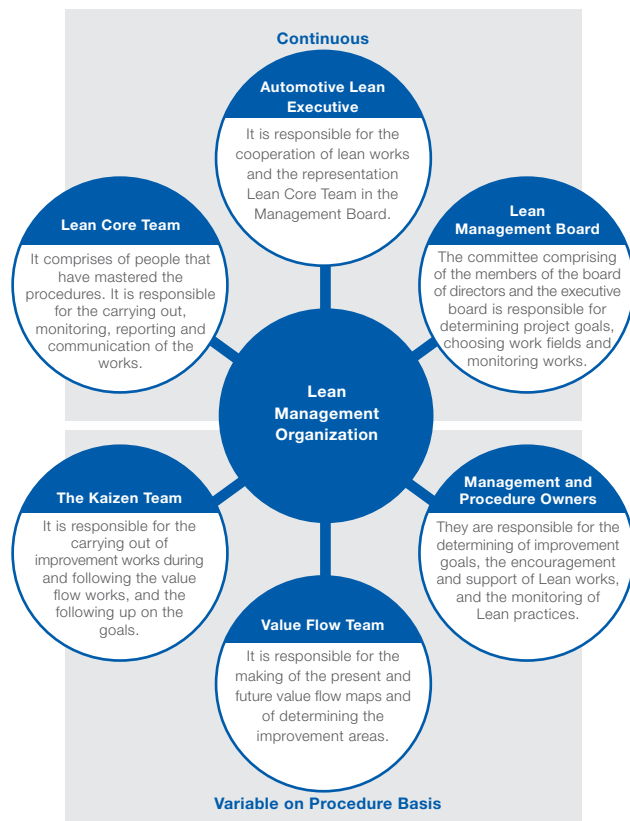 Continuous
Automotive Lean
Executive
It is responsible for the
cooperation of lean works
and the representation
Lean Core Team in the
Management Board.
Lean Core Team
It comprises of people that
have mastered the
procedures. It is responsible
for the carrying out,
monitoring, reporting and
communication of the
works.
Lean
Management Board
The committee comprising
of the members of the board
of directors and the executive
board is responsible for
determining project goals,
choosing work fields and
monitoring works.
Lean
Management
Organization
The Kaizen Team
It is responsible for the
carrying out of
improvement works during
and following the value
flow works, and the
following up on the
goals.
Management and
Procedure Owners
They are responsible for the
determining of improvement
goals, the encouragement
and support of Lean works,
and the monitoring of
Lean practices.
Value Flow Team
It is responsible for the
making of the present and
future value flow maps and
of determining the
improvement areas.
Variable on Procedure Basis